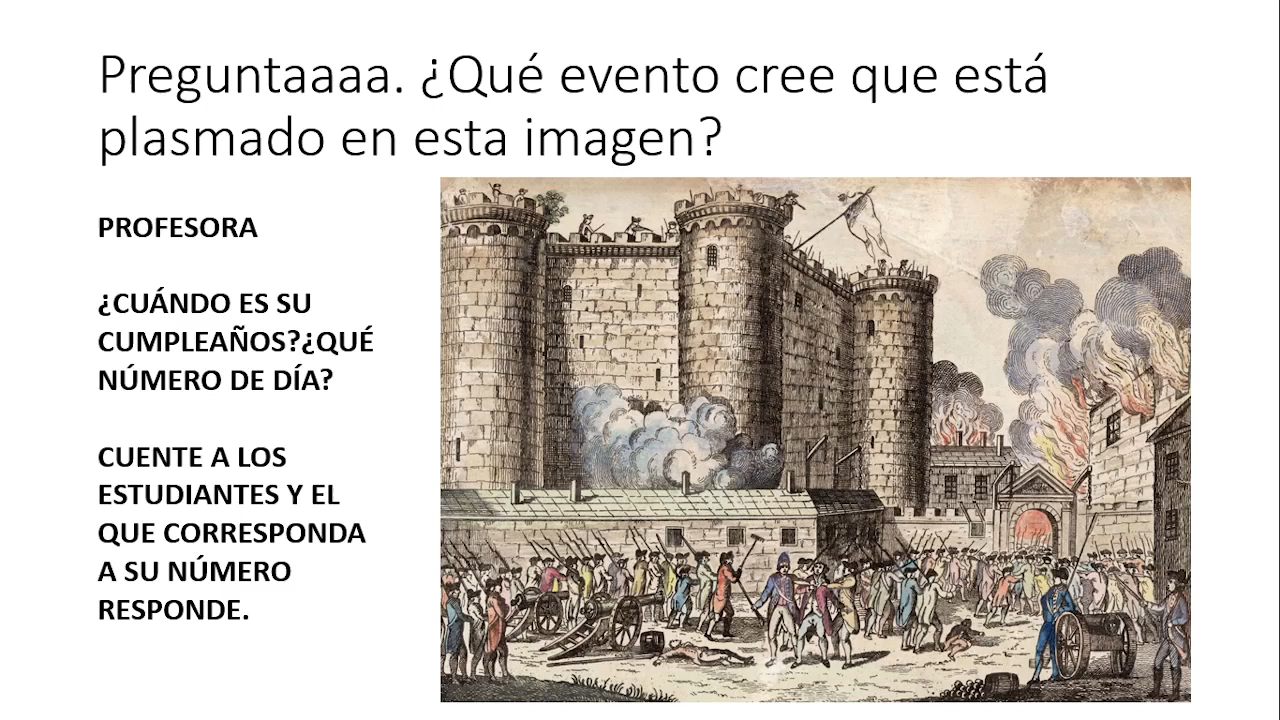 Preguntaaaa. ¿Qué evento cree que está
plasmado en esta imagen?
PROFESORA
¿CUÁNDO ES SU
CUMPLEAÑOS?¿QUÉ
NÚMERO DE DÍA?
CUENTE A LOS
ESTUDIANTES Y EL
QUE CORRESPONDA
A SU NÚMERO
RESPONDE.